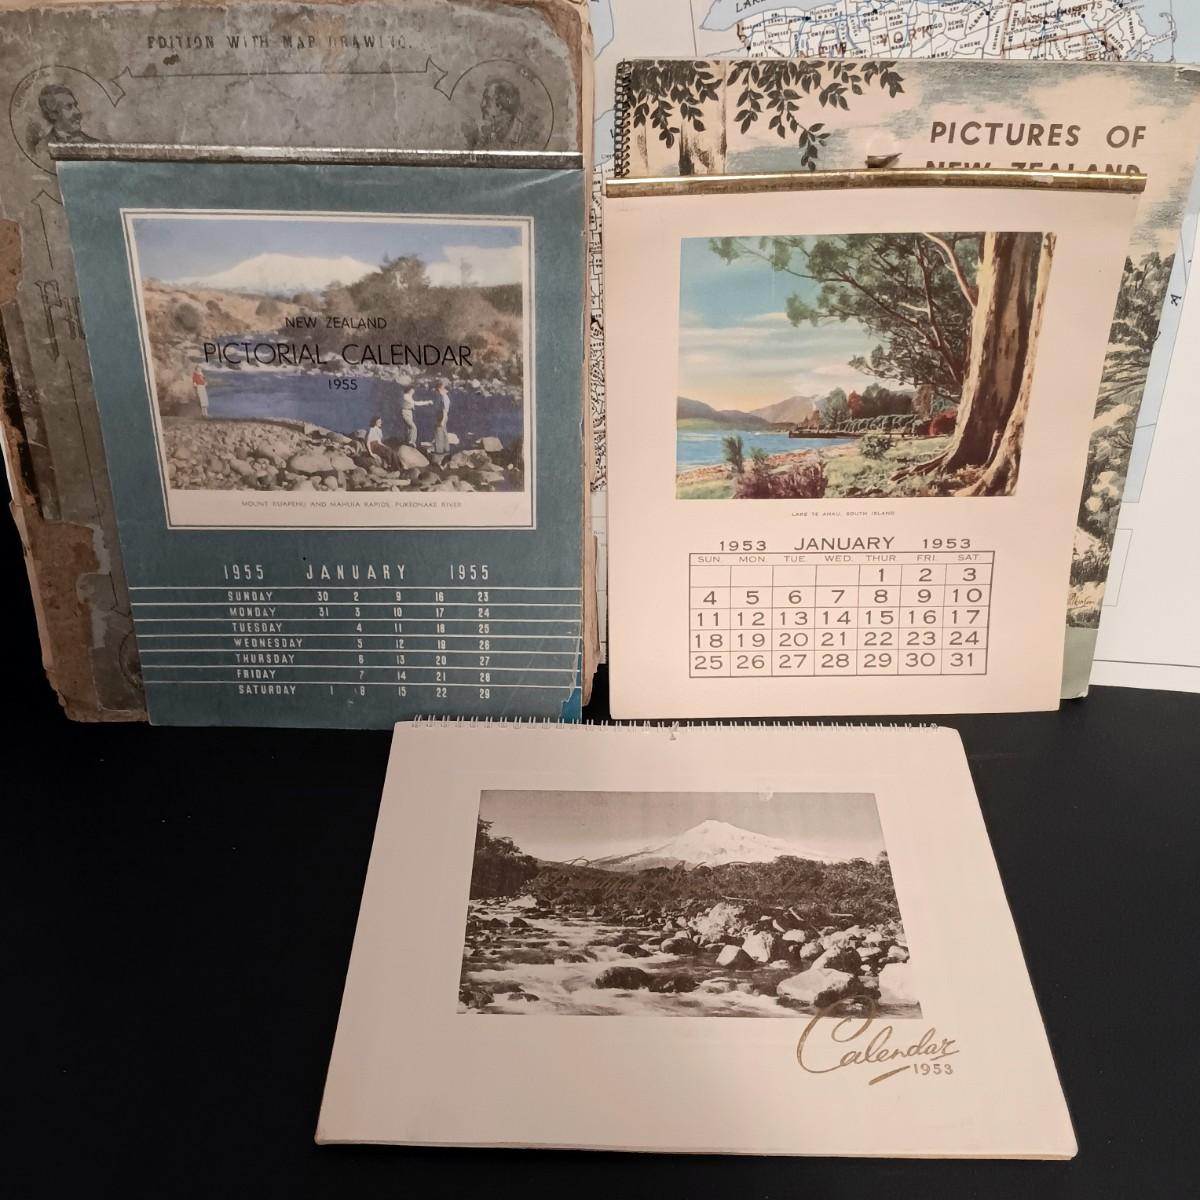 EDITION WITH MAP DRAWING.
NEW ZEALAND
PICTORIAL CALENDAR
1955
MOUNT RUAPEHU AND MAHUIA RAPIDS, PUKEONAKE RIVER
1955 JANUARY 1955
SUNDAY 30 2 9 16 23
MONDAY 31 3 10 17 24
TUESDAY 4 11 18 25
WEDNESDAY 5 12 19 26
THURSDAY 6 13 20 27
FRIDAY 7 14 21 28
SATURDAY 1 8 15 22 29
PICTURES OF
NEW ZEALAND
LAKE TE ANAU, SOUTH ISLAND
1953 JANUARY 1953
SUN. MON. TUE. WED. THUR. FRI. SAT.
1 2 3
4 5 6 7 8 9 10
11 12 13 14 15 16 17
18 19 20 21 22 23 24
25 26 27 28 29 30 31
Calendar
1953